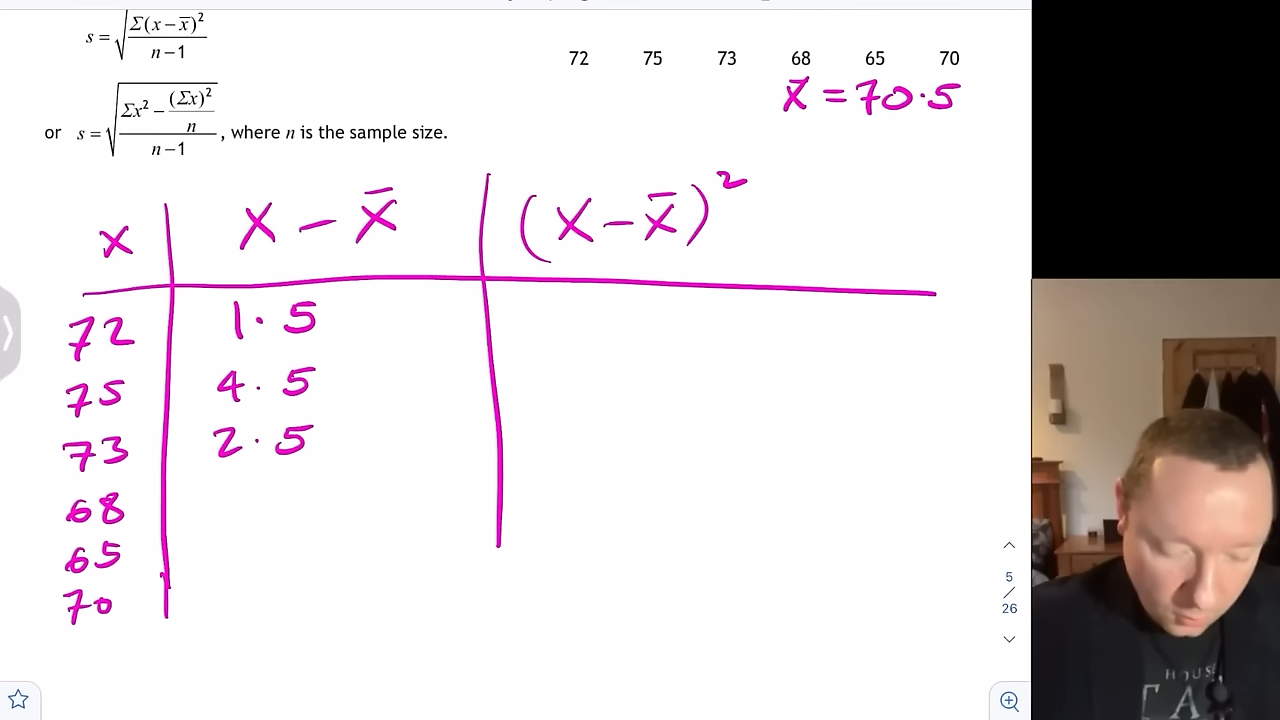 s = √(Σ(x − x̄)² / (n − 1))
72 75 73 68 65 70
x̄ = 70.5
or s = √((Σx² − (Σx)²/n) / (n − 1)) , where n is the sample size.
x | x − x̄ | (x − x̄)²
72 1.5
75 4.5
73 2.5
68
65
70
5
/
26
HOUS